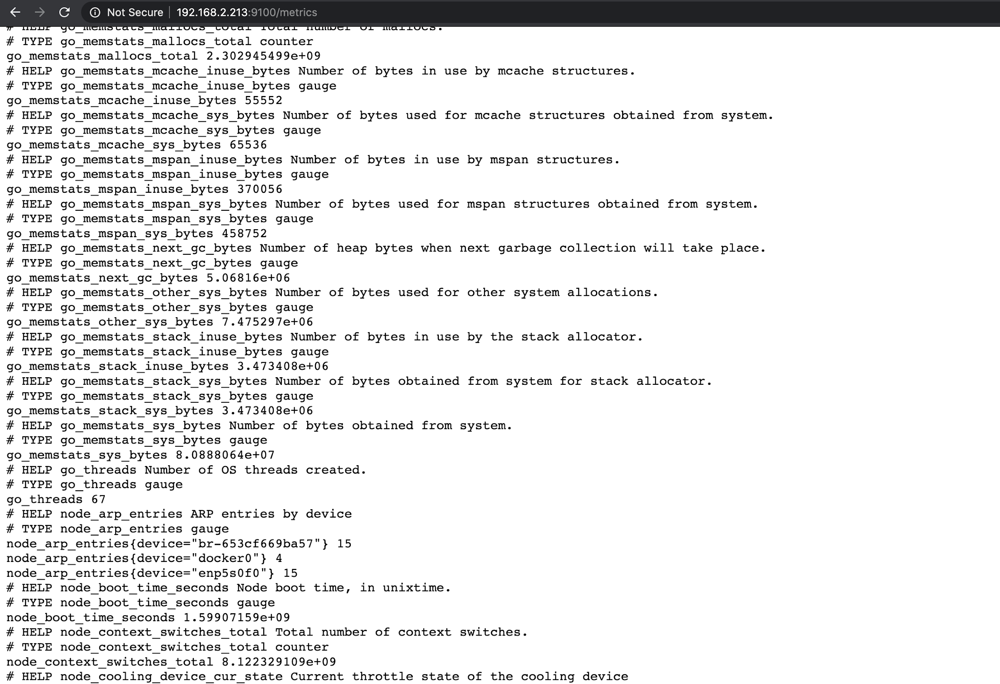 Not Secure 192.168.2.213:9100/metrics
# HELP go_memstats_mallocs_total Total number of mallocs.
# TYPE go_memstats_mallocs_total counter
go_memstats_mallocs_total 2.302945499e+09
# HELP go_memstats_mcache_inuse_bytes Number of bytes in use by mcache structures.
# TYPE go_memstats_mcache_inuse_bytes gauge
go_memstats_mcache_inuse_bytes 55552
# HELP go_memstats_mcache_sys_bytes Number of bytes used for mcache structures obtained from system.
# TYPE go_memstats_mcache_sys_bytes gauge
go_memstats_mcache_sys_bytes 65536
# HELP go_memstats_mspan_inuse_bytes Number of bytes in use by mspan structures.
# TYPE go_memstats_mspan_inuse_bytes gauge
go_memstats_mspan_inuse_bytes 370056
# HELP go_memstats_mspan_sys_bytes Number of bytes used for mspan structures obtained from system.
# TYPE go_memstats_mspan_sys_bytes gauge
go_memstats_mspan_sys_bytes 458752
# HELP go_memstats_next_gc_bytes Number of heap bytes when next garbage collection will take place.
# TYPE go_memstats_next_gc_bytes gauge
go_memstats_next_gc_bytes 5.06816e+06
# HELP go_memstats_other_sys_bytes Number of bytes used for other system allocations.
# TYPE go_memstats_other_sys_bytes gauge
go_memstats_other_sys_bytes 7.475297e+06
# HELP go_memstats_stack_inuse_bytes Number of bytes in use by the stack allocator.
# TYPE go_memstats_stack_inuse_bytes gauge
go_memstats_stack_inuse_bytes 3.473408e+06
# HELP go_memstats_stack_sys_bytes Number of bytes obtained from system for stack allocator.
# TYPE go_memstats_stack_sys_bytes gauge
go_memstats_stack_sys_bytes 3.473408e+06
# HELP go_memstats_sys_bytes Number of bytes obtained from system.
# TYPE go_memstats_sys_bytes gauge
go_memstats_sys_bytes 8.0888064e+07
# HELP go_threads Number of OS threads created.
# TYPE go_threads gauge
go_threads 67
# HELP node_arp_entries ARP entries by device
# TYPE node_arp_entries gauge
node_arp_entries{device="br-653cf669ba57"} 15
node_arp_entries{device="docker0"} 4
node_arp_entries{device="enp5s0f0"} 15
# HELP node_boot_time_seconds Node boot time, in unixtime.
# TYPE node_boot_time_seconds gauge
node_boot_time_seconds 1.59907159e+09
# HELP node_context_switches_total Total number of context switches.
# TYPE node_context_switches_total counter
node_context_switches_total 8.122329109e+09
# HELP node_cooling_device_cur_state Current throttle state of the cooling device